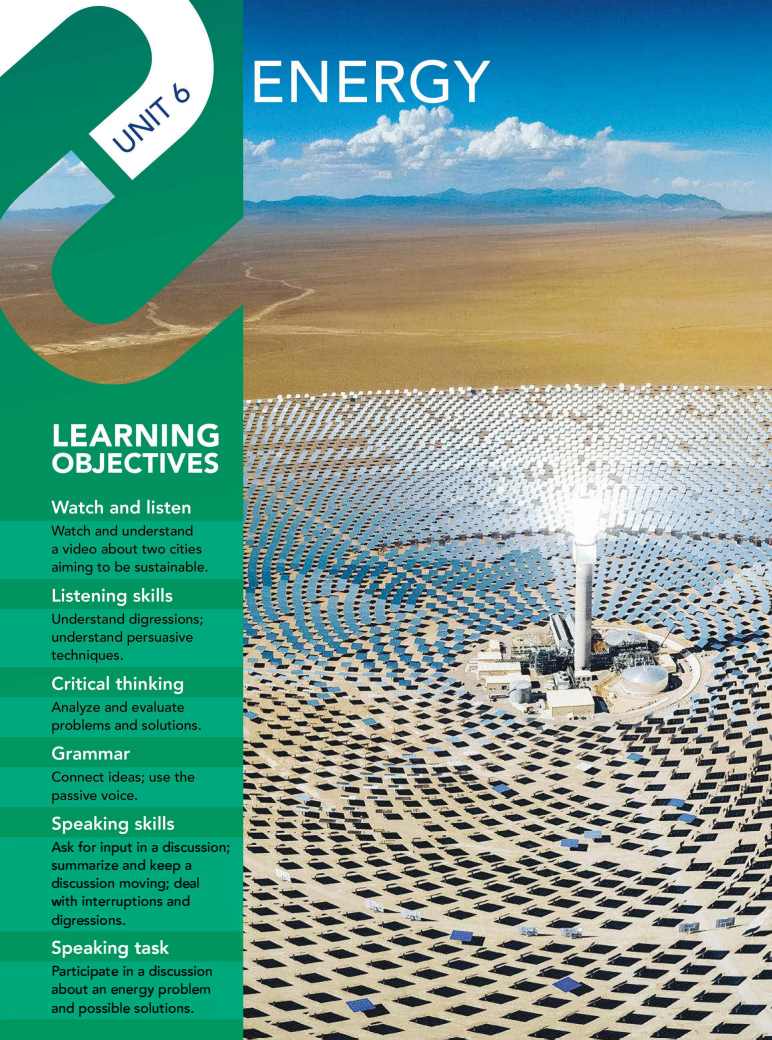 UNIT 6
ENERGY
LEARNING
OBJECTIVES
Watch and listen
Watch and understand
a video about two cities
aiming to be sustainable.
Listening skills
Understand digressions;
understand persuasive
techniques.
Critical thinking
Analyze and evaluate
problems and solutions.
Grammar
Connect ideas; use the
passive voice.
Speaking skills
Ask for input in a discussion;
summarize and keep a
discussion moving; deal
with interruptions and
digressions.
Speaking task
Participate in a discussion
about an energy problem
and possible solutions.